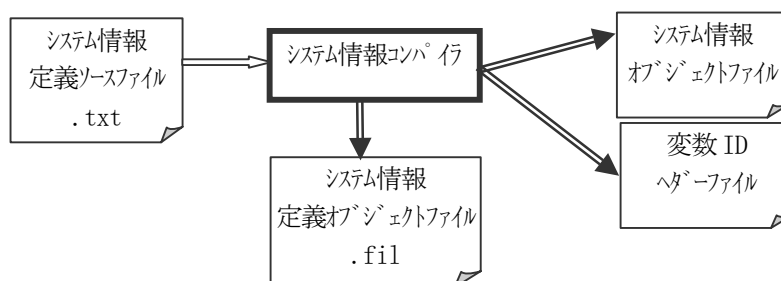 システム情報
定義ソースファイル
.txt
システム情報コンパイラ
システム情報
オブジェクトファイル
変数 ID
ヘダーファイル
システム情報
定義オブジェクトファイル
.fil